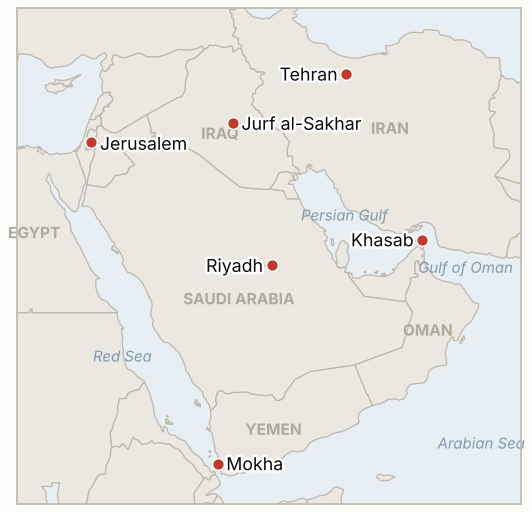 Tehran
Jurf al-Sakhar
IRAQ
IRAN
Jerusalem
Persian Gulf
EGYPT
Khasab
Riyadh
Gulf of Oman
SAUDI ARABIA
OMAN
Red Sea
YEMEN
Arabian Sea
Mokha